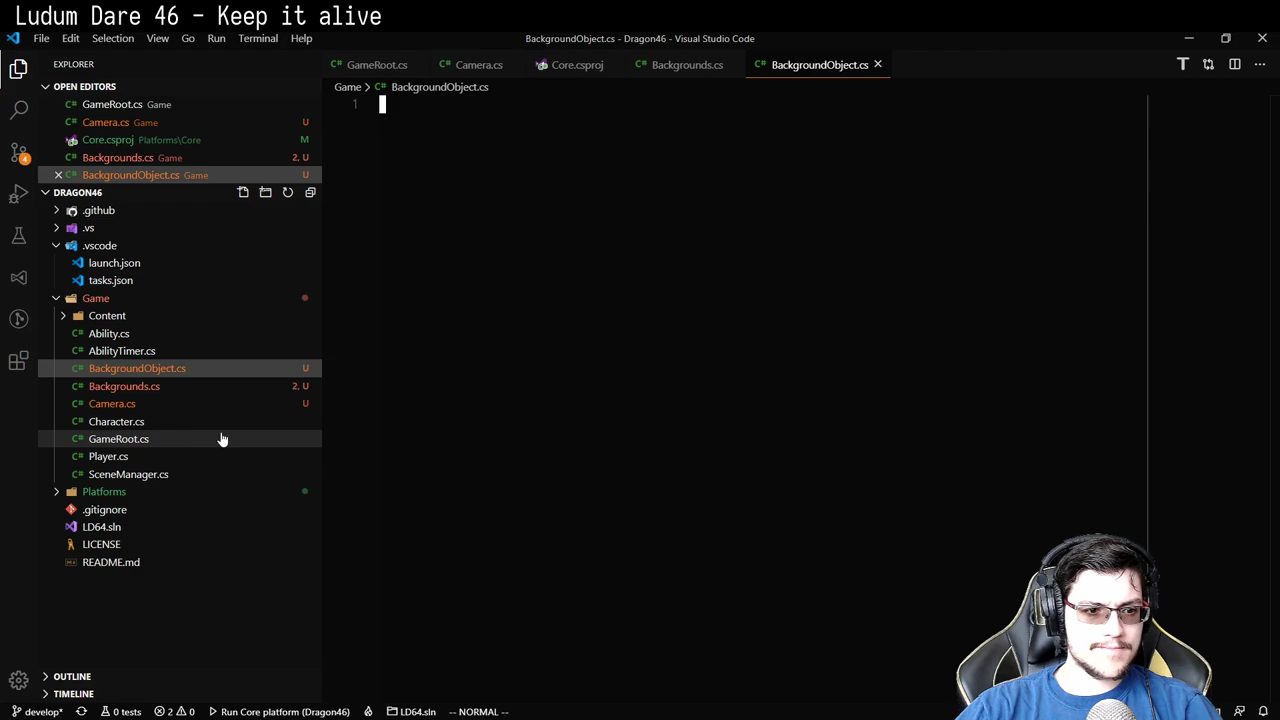 Ludum Dare 46 - Keep it alive
File Edit Selection View Go Run Terminal Help
BackgroundObject.cs - Dragon46 - Visual Studio Code
EXPLORER
GameRoot.cs Camera.cs Core.csproj Backgrounds.cs BackgroundObject.cs
OPEN EDITORS
Game BackgroundObject.cs
GameRoot.cs Game
1
Camera.cs Game U
Core.csproj Platforms\Core M
Backgrounds.cs Game 2, U
BackgroundObject.cs Game U
DRAGON46
.github
.vs
.vscode
launch.json
tasks.json
Game
Content
Ability.cs
AbilityTimer.cs
BackgroundObject.cs U
Backgrounds.cs 2, U
Camera.cs U
Character.cs
GameRoot.cs
Player.cs
SceneManager.cs
Platforms
.gitignore
LD64.sln
LICENSE
README.md
OUTLINE
TIMELINE
4
develop* 0 tests 2 0 Run Core platform (Dragon46) LD64.sln -- NORMAL --